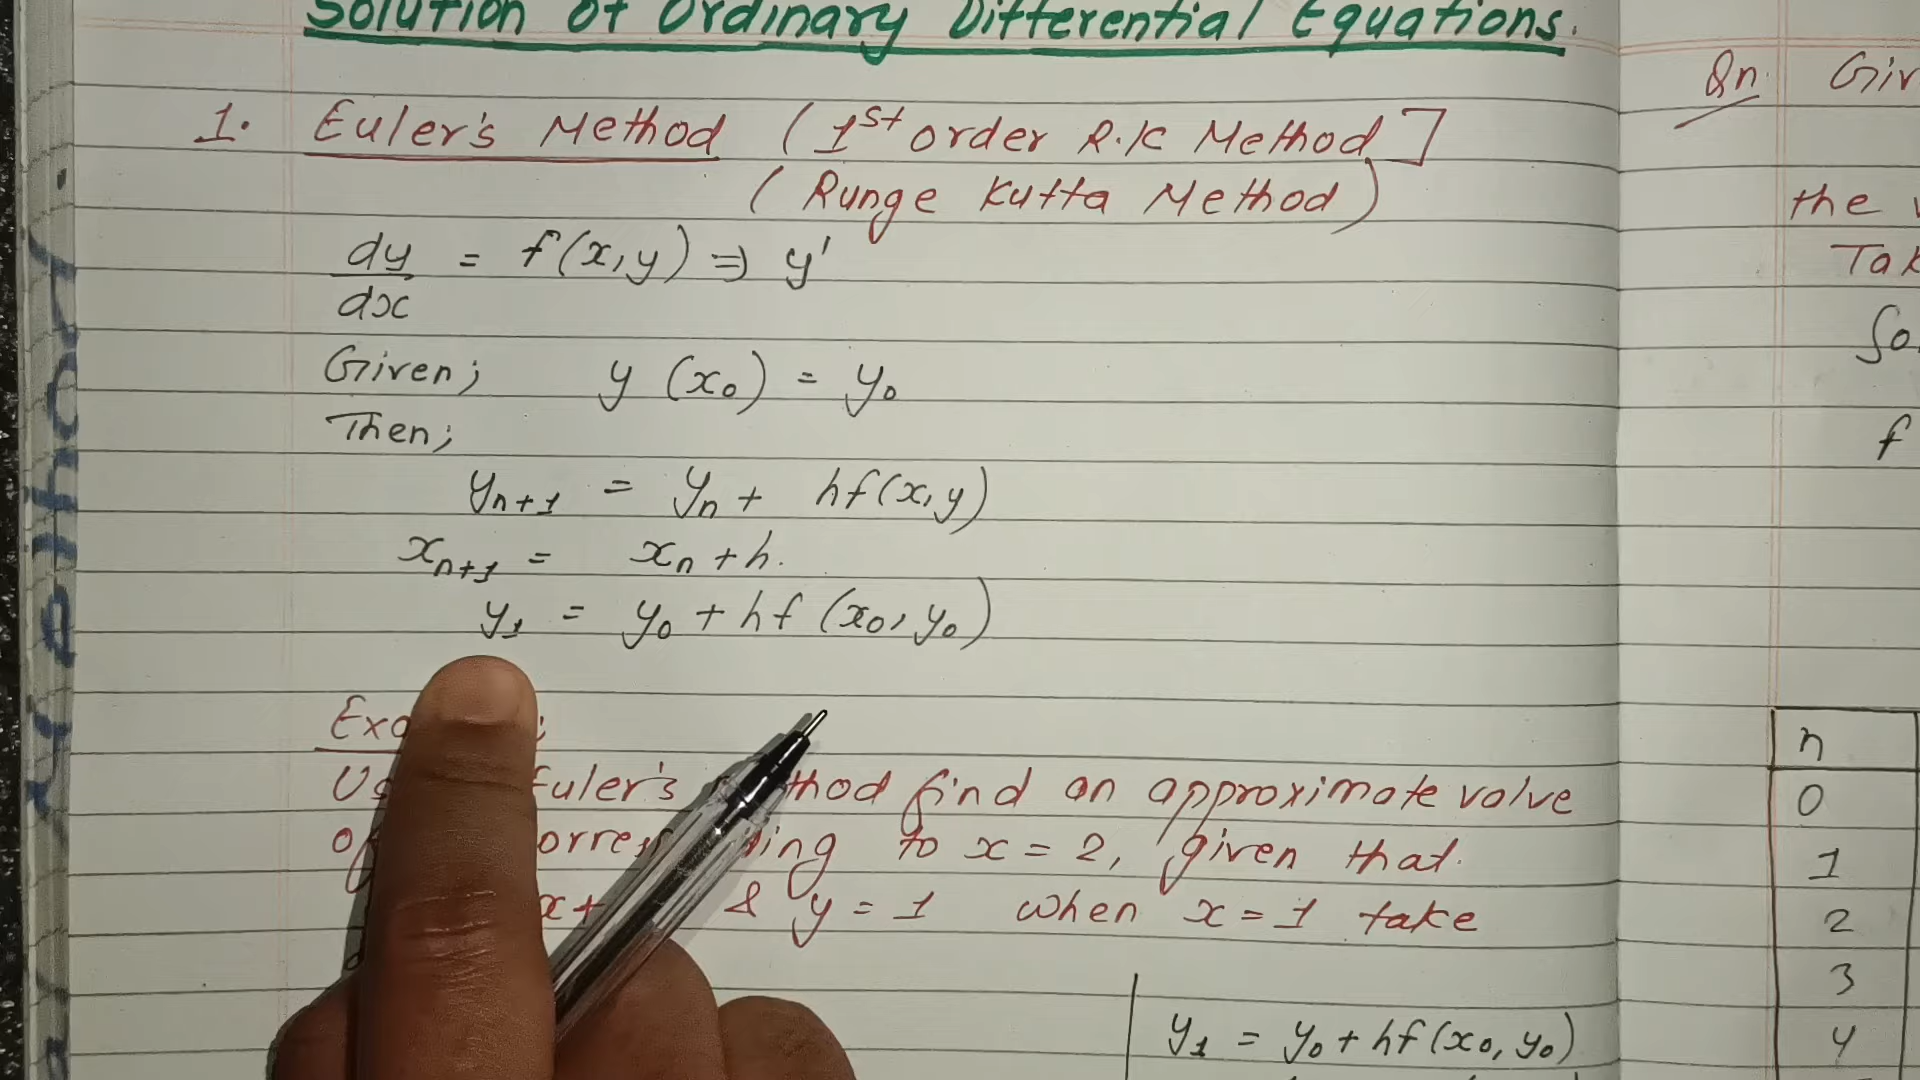 Solution of Ordinary Differential Equations.
1. Euler's Method (1st order R.K Method]
(Runge Kutta Method)
dy/dx = f(x,y) ⇒ y'
Given; y (x₀) = y₀
Then;
yₙ₊₁ = yₙ + hf(x,y)
xₙ₊₁ = xₙ + h.
y₁ = y₀ + hf (x₀, y₀)
Euler's find an approximate value
to x = 2, given that
x+ & y = 1 when x = 1 take
y₁ = y₀ + hf (x₀, y₀)
Qn.
the
n
0
1
2
3
4
f